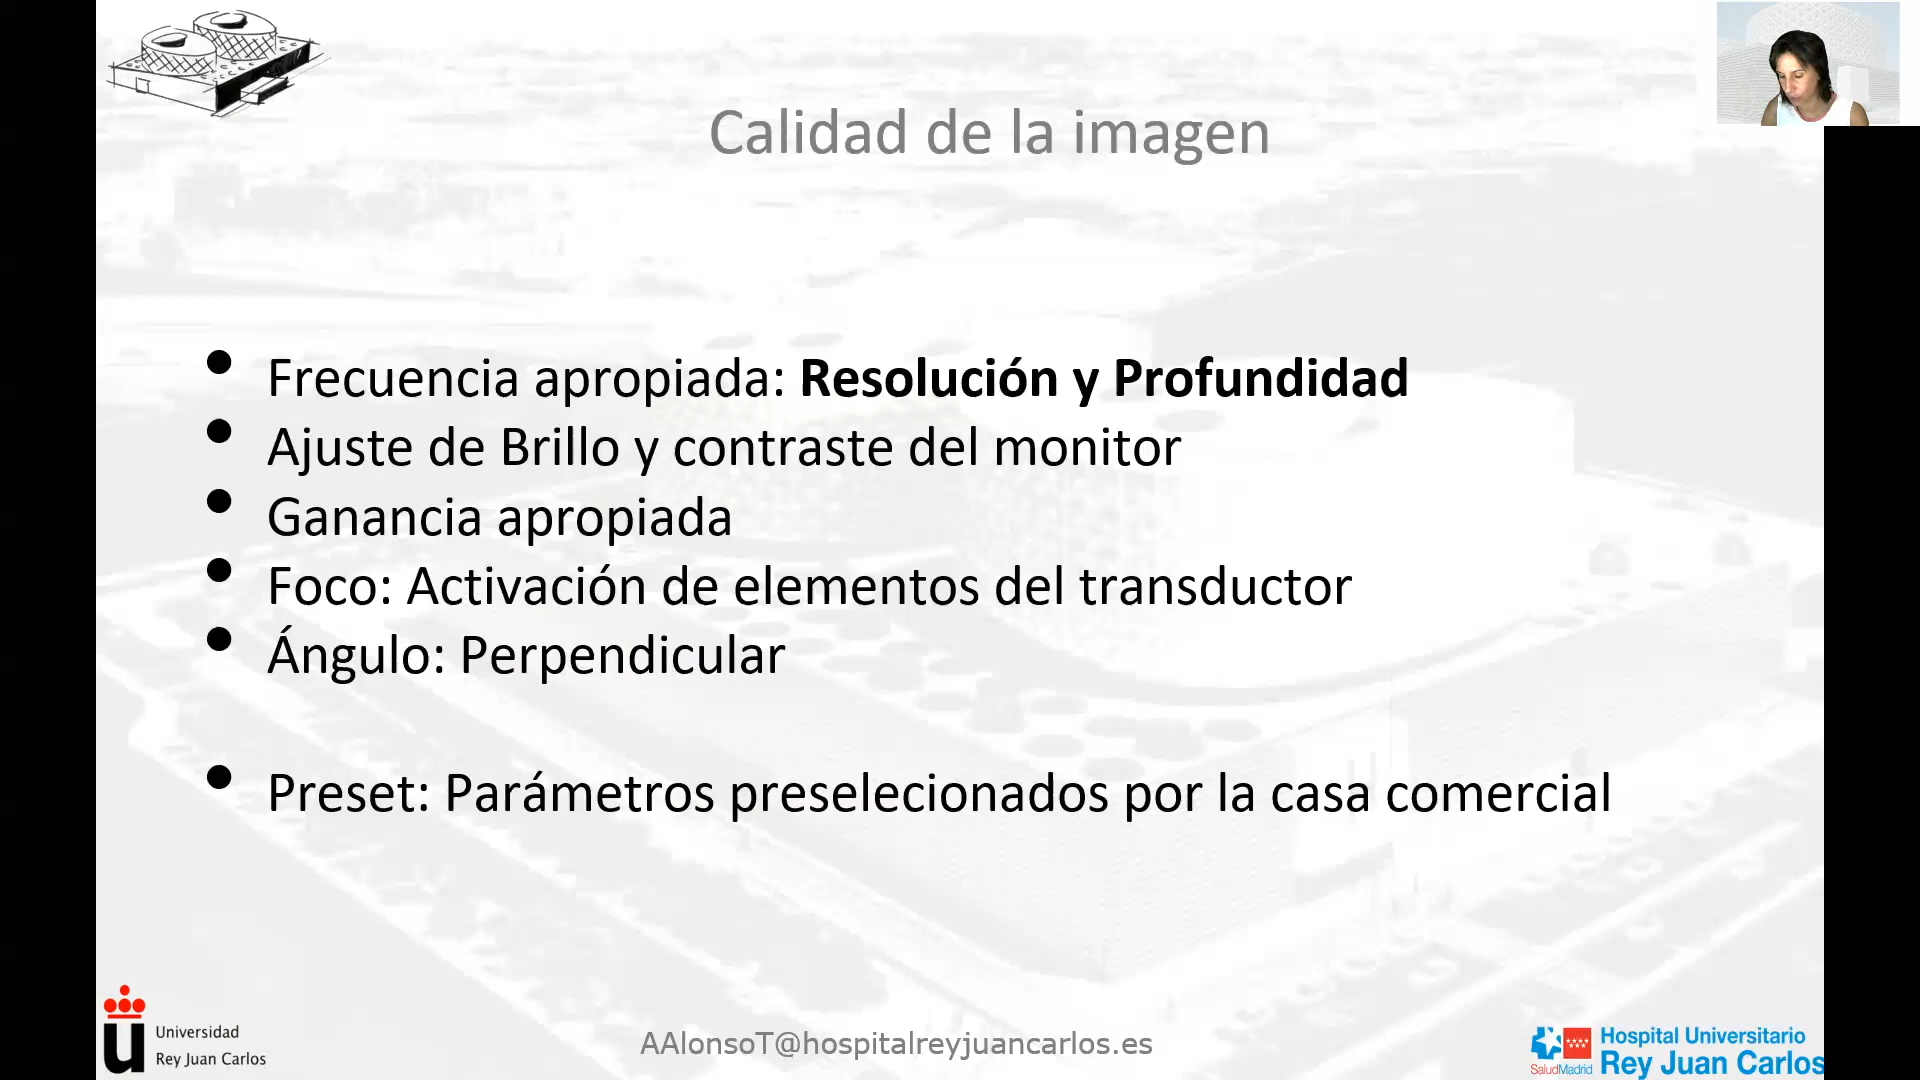 Calidad de la imagen
• Frecuencia apropiada: Resolución y Profundidad
• Ajuste de Brillo y contraste del monitor
• Ganancia apropiada
• Foco: Activación de elementos del transductor
• Ángulo: Perpendicular
• Preset: Parámetros preselecionados por la casa comercial
Universidad
Rey Juan Carlos
AAlonsoT@hospitalreyjuancarlos.es
SaludMadrid
Hospital Universitario
Rey Juan Carlos